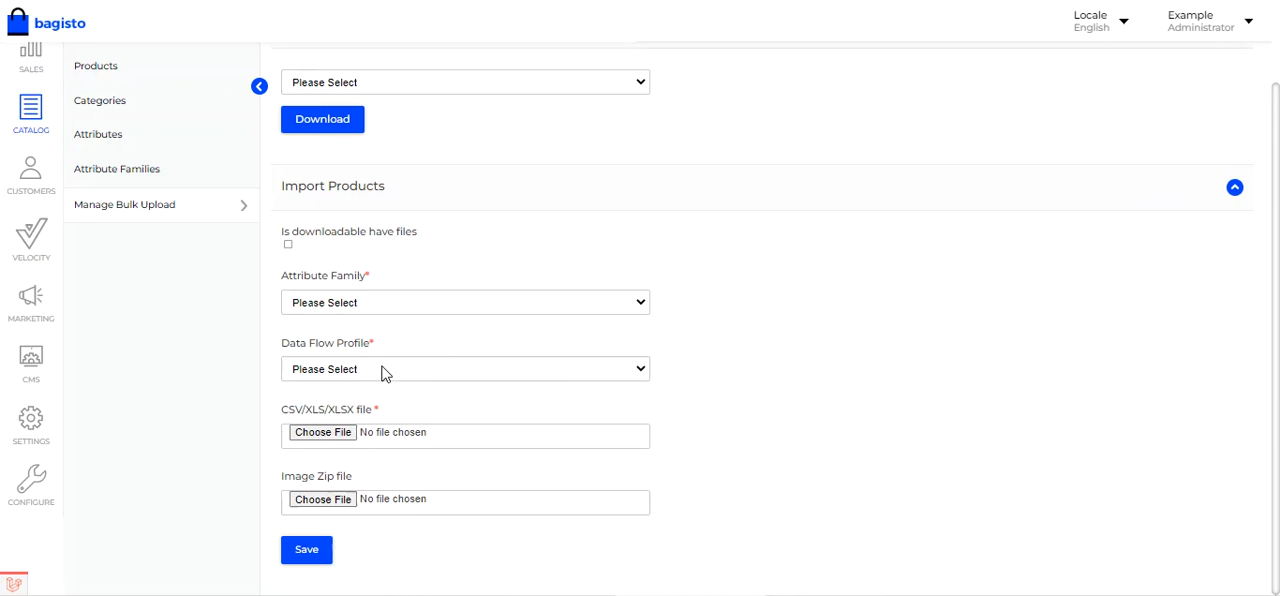 bagisto
Locale
English
Example
Administrator
SALES
CATALOG
CUSTOMERS
VELOCITY
MARKETING
CMS
SETTINGS
CONFIGURE
Products
Categories
Attributes
Attribute Families
Manage Bulk Upload
Please Select
Download
Import Products
Is downloadable have files
Attribute Family*
Please Select
Data Flow Profile*
Please Select
CSV/XLS/XLSX file *
Choose File No file chosen
Image Zip file
Choose File No file chosen
Save